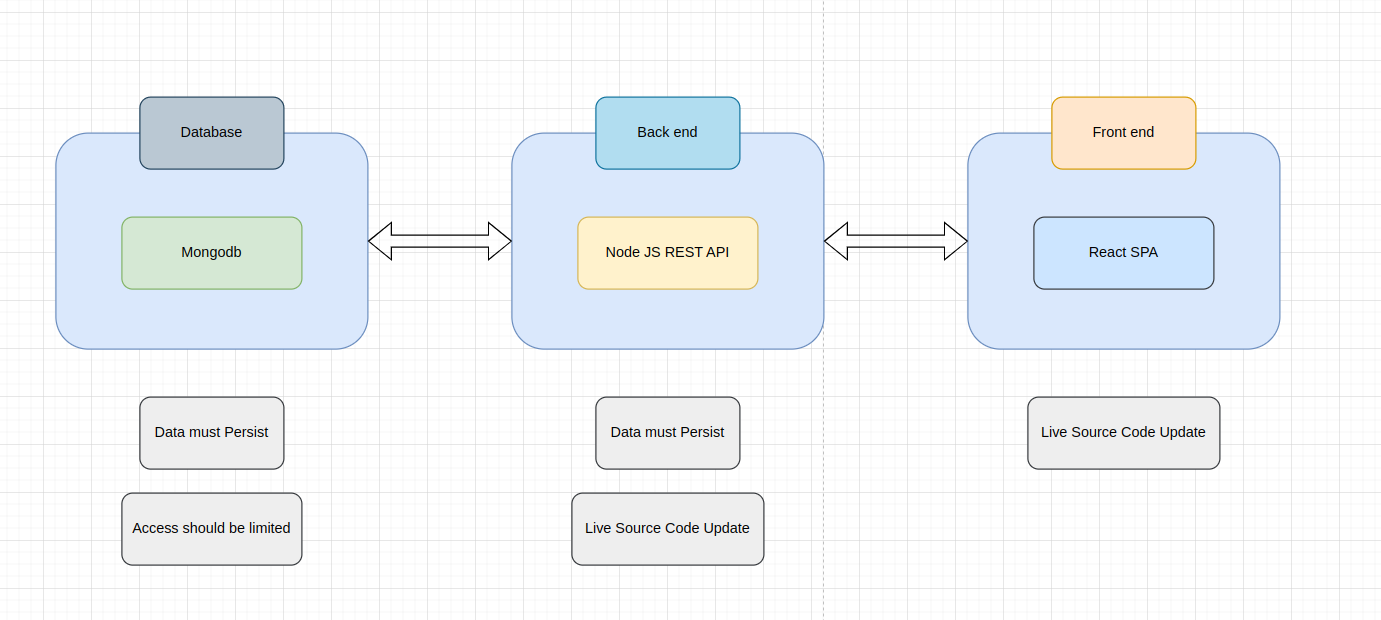 Database
Back end
Front end
Mongodb
Node JS REST API
React SPA
Data must Persist
Data must Persist
Live Source Code Update
Access should be limited
Live Source Code Update